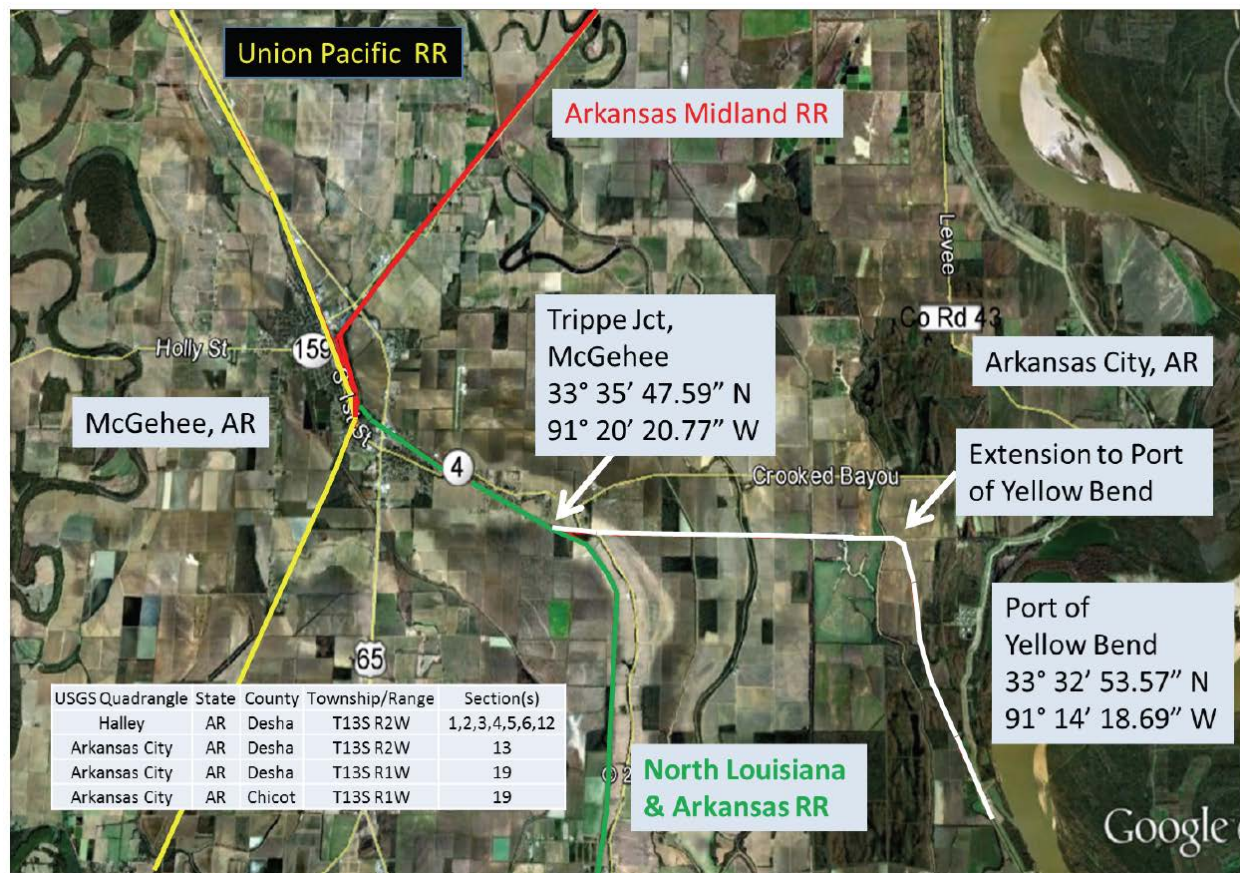 Union Pacific RR
Arkansas Midland RR
Levee
Co Rd 43
Trippe Jct,
McGehee
33° 35’ 47.59” N
91° 20’ 20.77” W
Holly St
159
S 1st St
Arkansas City, AR
McGehee, AR
4
Crooked Bayou
Extension to Port
of Yellow Bend
65
Port of
Yellow Bend
33° 32’ 53.57” N
91° 14’ 18.69” W
USGS Quadrangle State County Township/Range Section(s)
Halley AR Desha T13S R2W 1,2,3,4,5,6,12
Arkansas City AR Desha T13S R2W 13
Arkansas City AR Desha T13S R1W 19
Arkansas City AR Chicot T13S R1W 19
© 2
North Louisiana
& Arkansas RR
Google